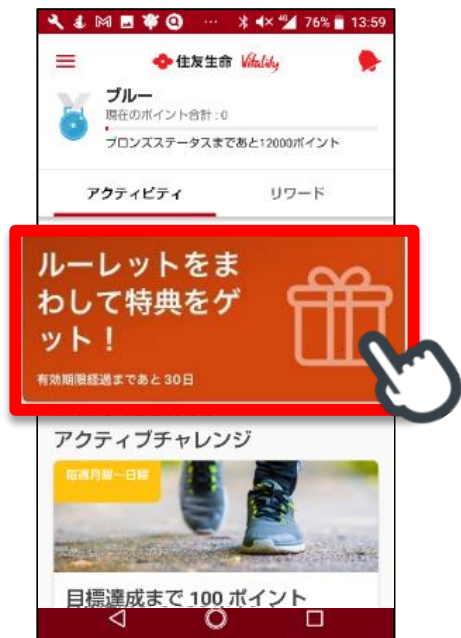 76% 13:59
住友生命 Vitality
ブルー
現在のポイント合計：0
ブロンズステータスまであと12000ポイント
アクティビティ リワード
ルーレットをま
わして特典をゲ
ット！
有効期限経過まであと30日
アクティブチャレンジ
毎週月曜～日曜
目標達成まで 100 ポイント